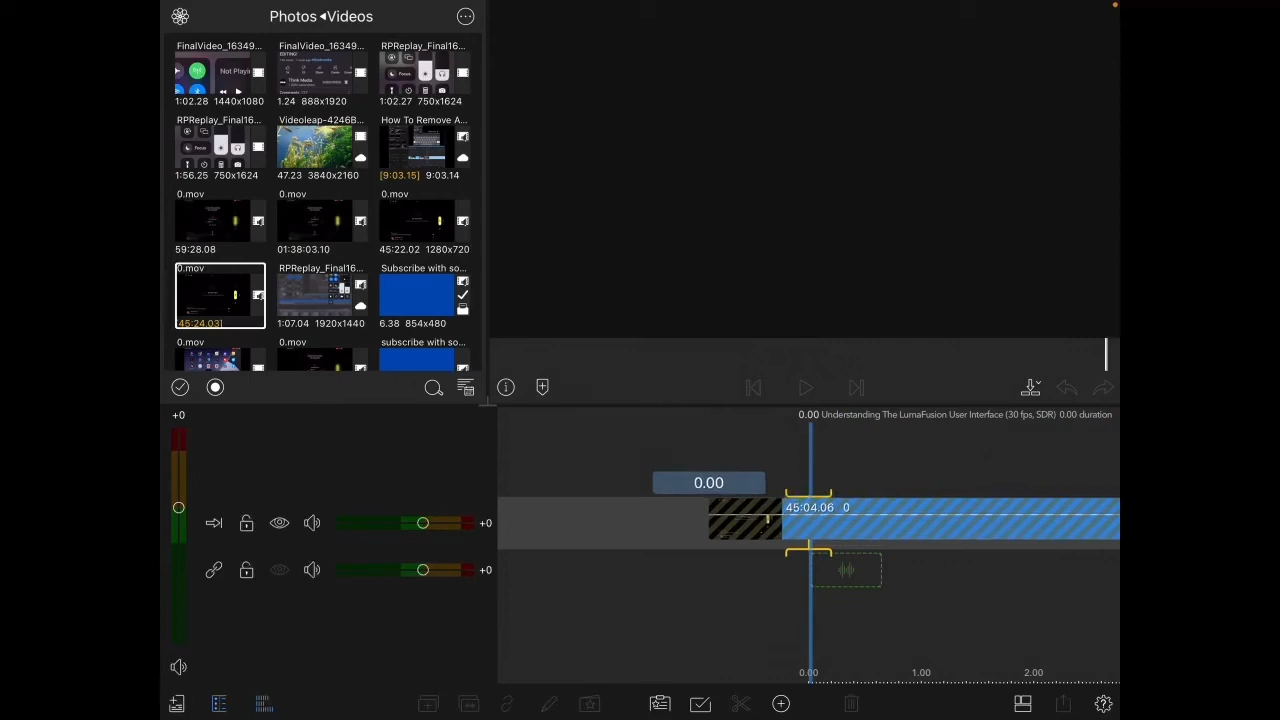 Photos ◂Videos
FinalVideo_16349...
FinalVideo_16349...
RPReplay_Final16...
Not Playi
Focus
1:02.28 1440x1080
1.24 888x1920
1:02.27 750x1624
RPReplay_Final16...
Videoleap-4246B...
How To Remove A...
Focus
1:56.25 750x1624
47.23 3840x2160
[9:03.15] 9:03.14
0.mov
0.mov
0.mov
59:28.08
01:38:03.10
45:22.02 1280x720
0.mov
RPReplay_Final16...
Subscribe with so...
[45:24.03]
1:07.04 1920x1440
6.38 854x480
0.mov
0.mov
subscribe with so...
+0
0.00 Understanding The LumaFusion User Interface (30 fps, SDR) 0.00 duration
0.00
45:04.06 0
+0
+0
0.00 1.00 2.00